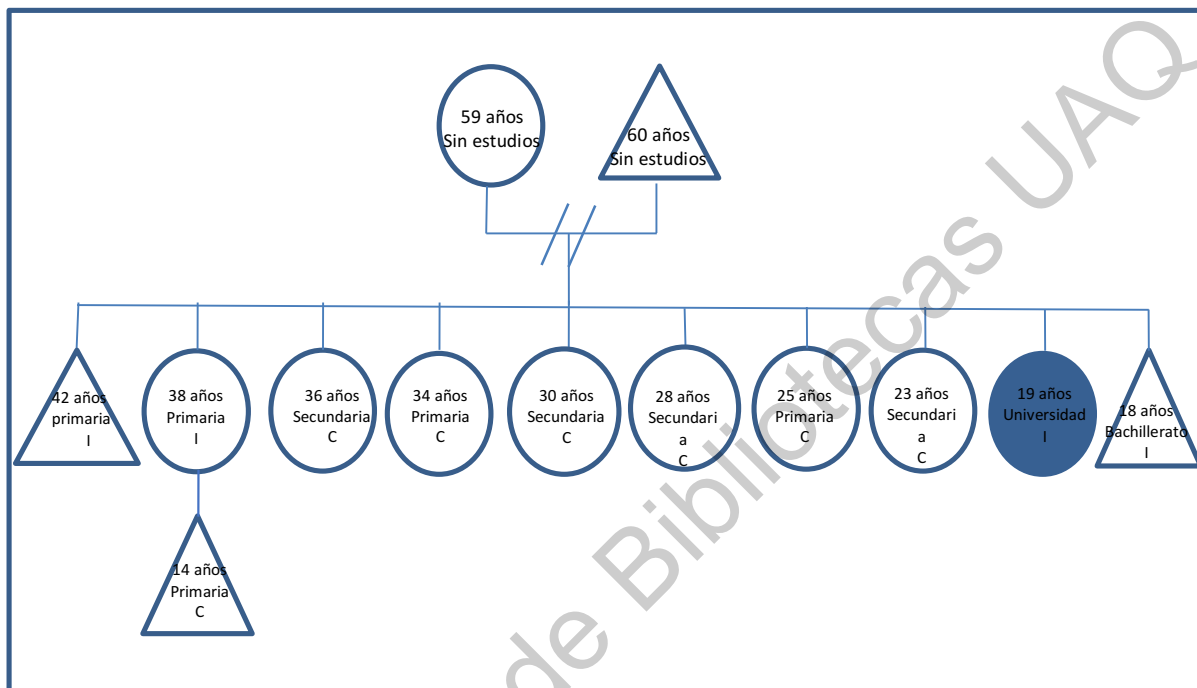 59 años
Sin estudios
60 años
Sin estudios
42 años
primaria
I
38 años
Primaria
I
36 años
Secundaria
C
34 años
Primaria
C
30 años
Secundaria
C
28 años
Secundari
a
C
25 años
Primaria
C
23 años
Secundari
a
C
19 años
Universidad
I
18 años
Bachillerato
I
14 años
Primaria
C
de Bibliotecas UAQ